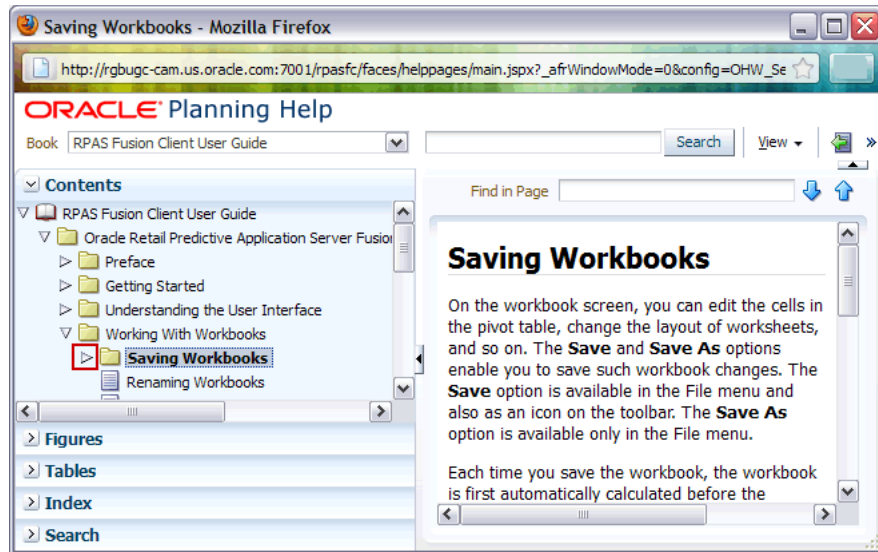 Saving Workbooks - Mozilla Firefox
http://rgbugc-cam.us.oracle.com:7001/rpasfc/faces/helppages/main.jspx?_afrWindowMode=0&config=OHW_Se
ORACLE® Planning Help
Book RPAS Fusion Client User Guide Search View »
Contents
RPAS Fusion Client User Guide
Oracle Retail Predictive Application Server Fusion
Preface
Getting Started
Understanding the User Interface
Working With Workbooks
Saving Workbooks
Renaming Workbooks
Figures
Tables
Index
Search
Find in Page
Saving Workbooks
On the workbook screen, you can edit the cells in
the pivot table, change the layout of worksheets,
and so on. The Save and Save As options
enable you to save such workbook changes. The
Save option is available in the File menu and
also as an icon on the toolbar. The Save As
option is available only in the File menu.
Each time you save the workbook, the workbook
is first automatically calculated before the